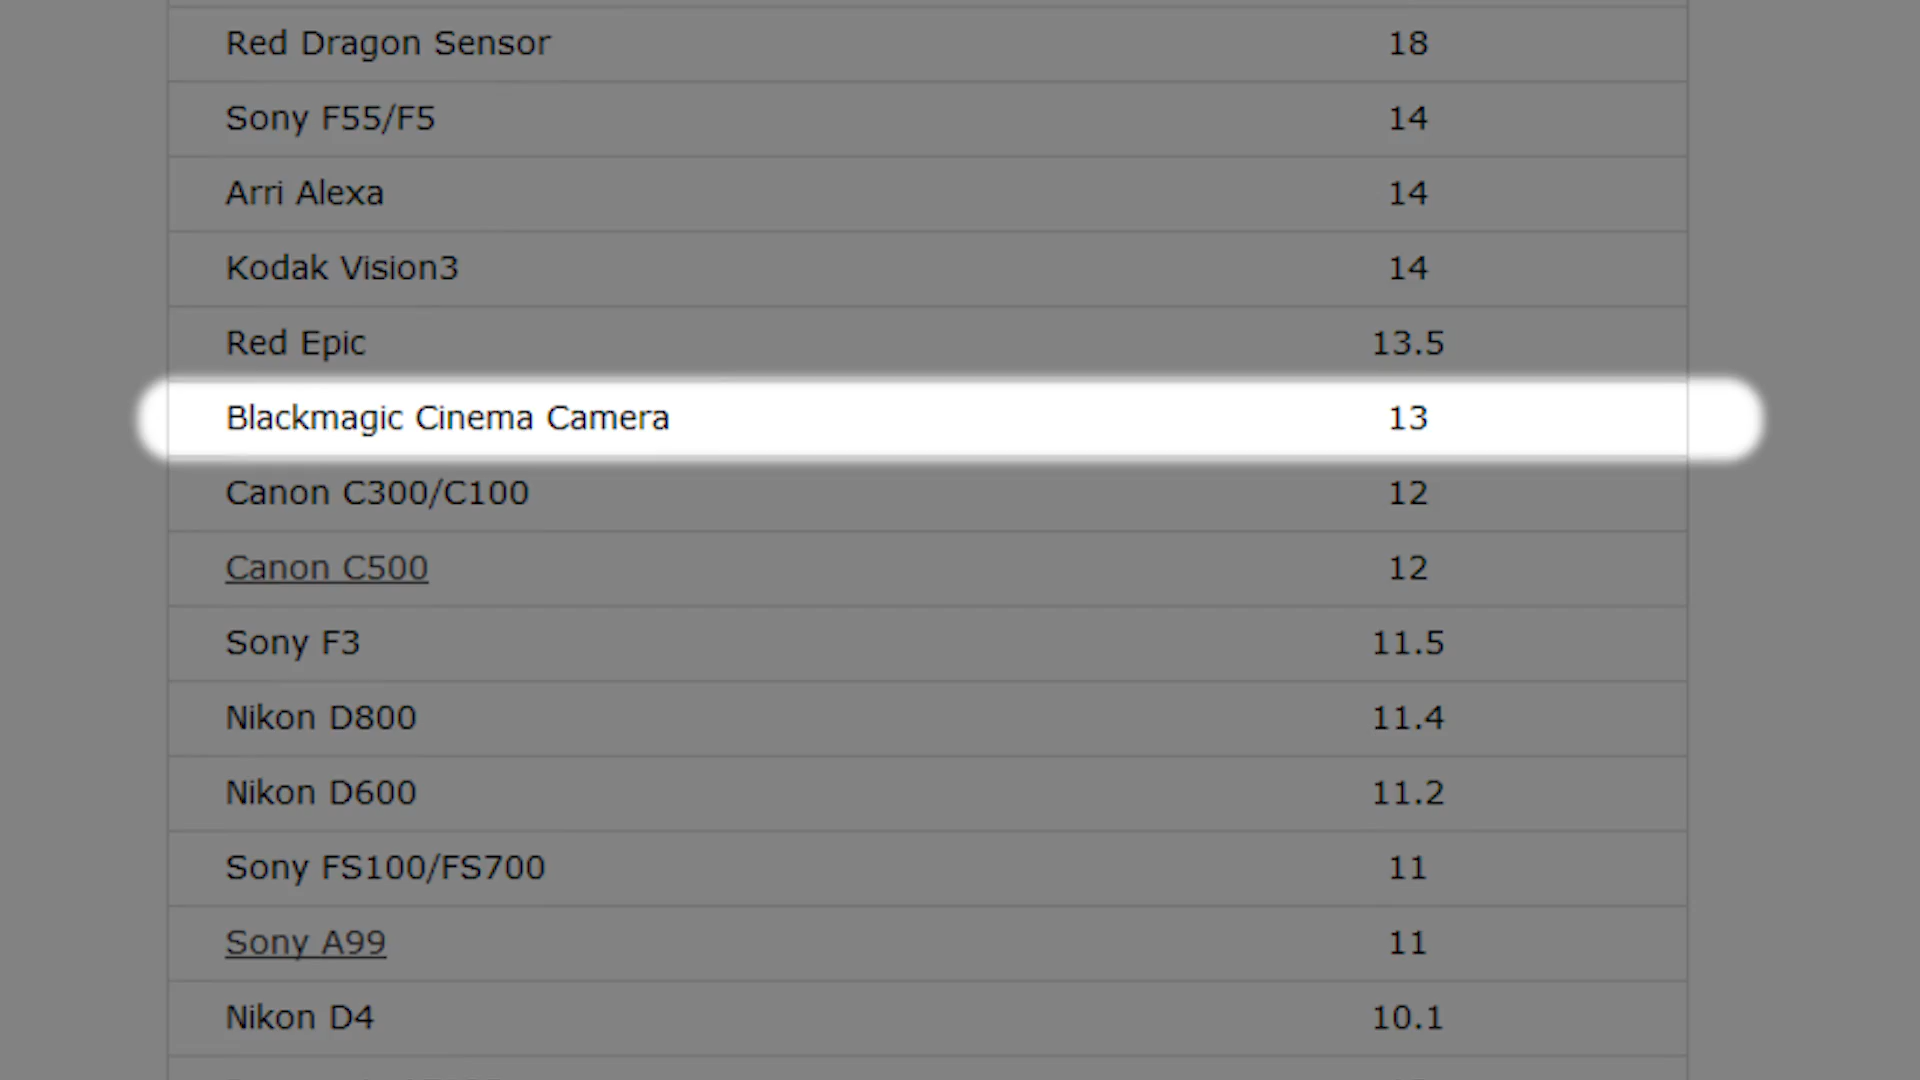 Red Dragon Sensor 18
Sony F55/F5 14
Arri Alexa 14
Kodak Vision3 14
Red Epic 13.5
Blackmagic Cinema Camera 13
Canon C300/C100 12
Canon C500 12
Sony F3 11.5
Nikon D800 11.4
Nikon D600 11.2
Sony FS100/FS700 11
Sony A99 11
Nikon D4 10.1